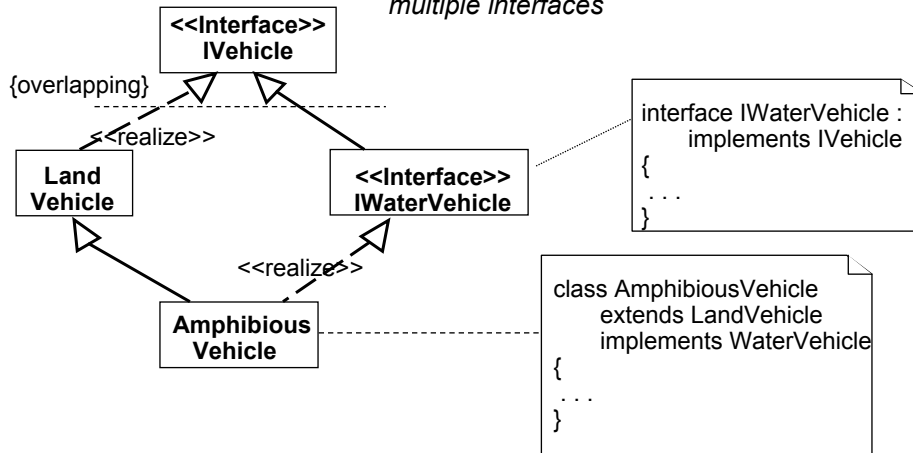 multiple interfaces
<<Interface>>
IVehicle
{overlapping}
<<realize>>
Land
Vehicle
<<Interface>>
IWaterVehicle
interface IWaterVehicle :
implements IVehicle
{
. . .
}
<<realize>>
Amphibious
Vehicle
class AmphibiousVehicle
extends LandVehicle
implements WaterVehicle
{
. . .
}